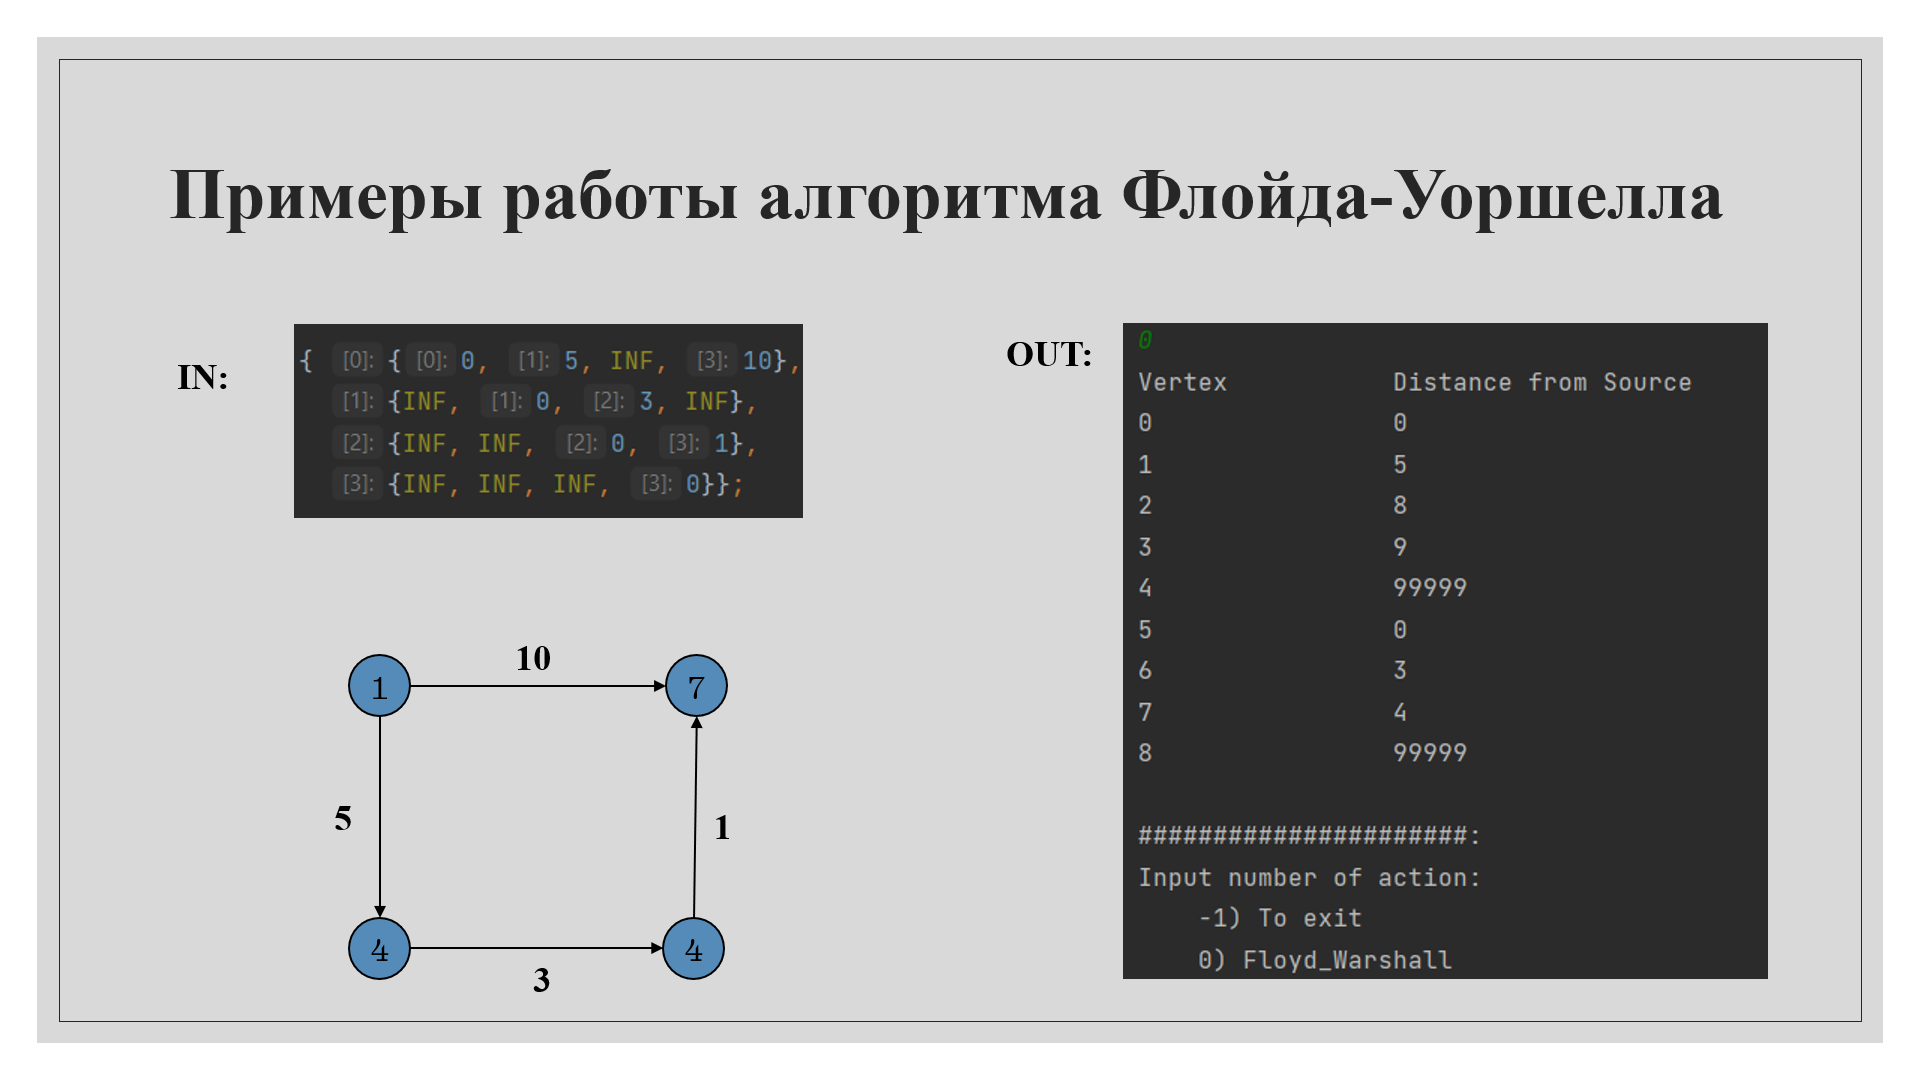 Примеры работы алгоритма Флойда-Уоршелла
IN:
{ [0]: { [0]: 0, [1]: 5, INF, [3]: 10},
[1]: {INF, [1]: 0, [2]: 3, INF},
[2]: {INF, INF, [2]: 0, [3]: 1},
[3]: {INF, INF, INF, [3]: 0}};
10
1
7
5
1
4
4
3
OUT:
0
Vertex Distance from Source
0 0
1 5
2 8
3 9
4 99999
5 0
6 3
7 4
8 99999
######################:
Input number of action:
-1) To exit
0) Floyd_Warshall